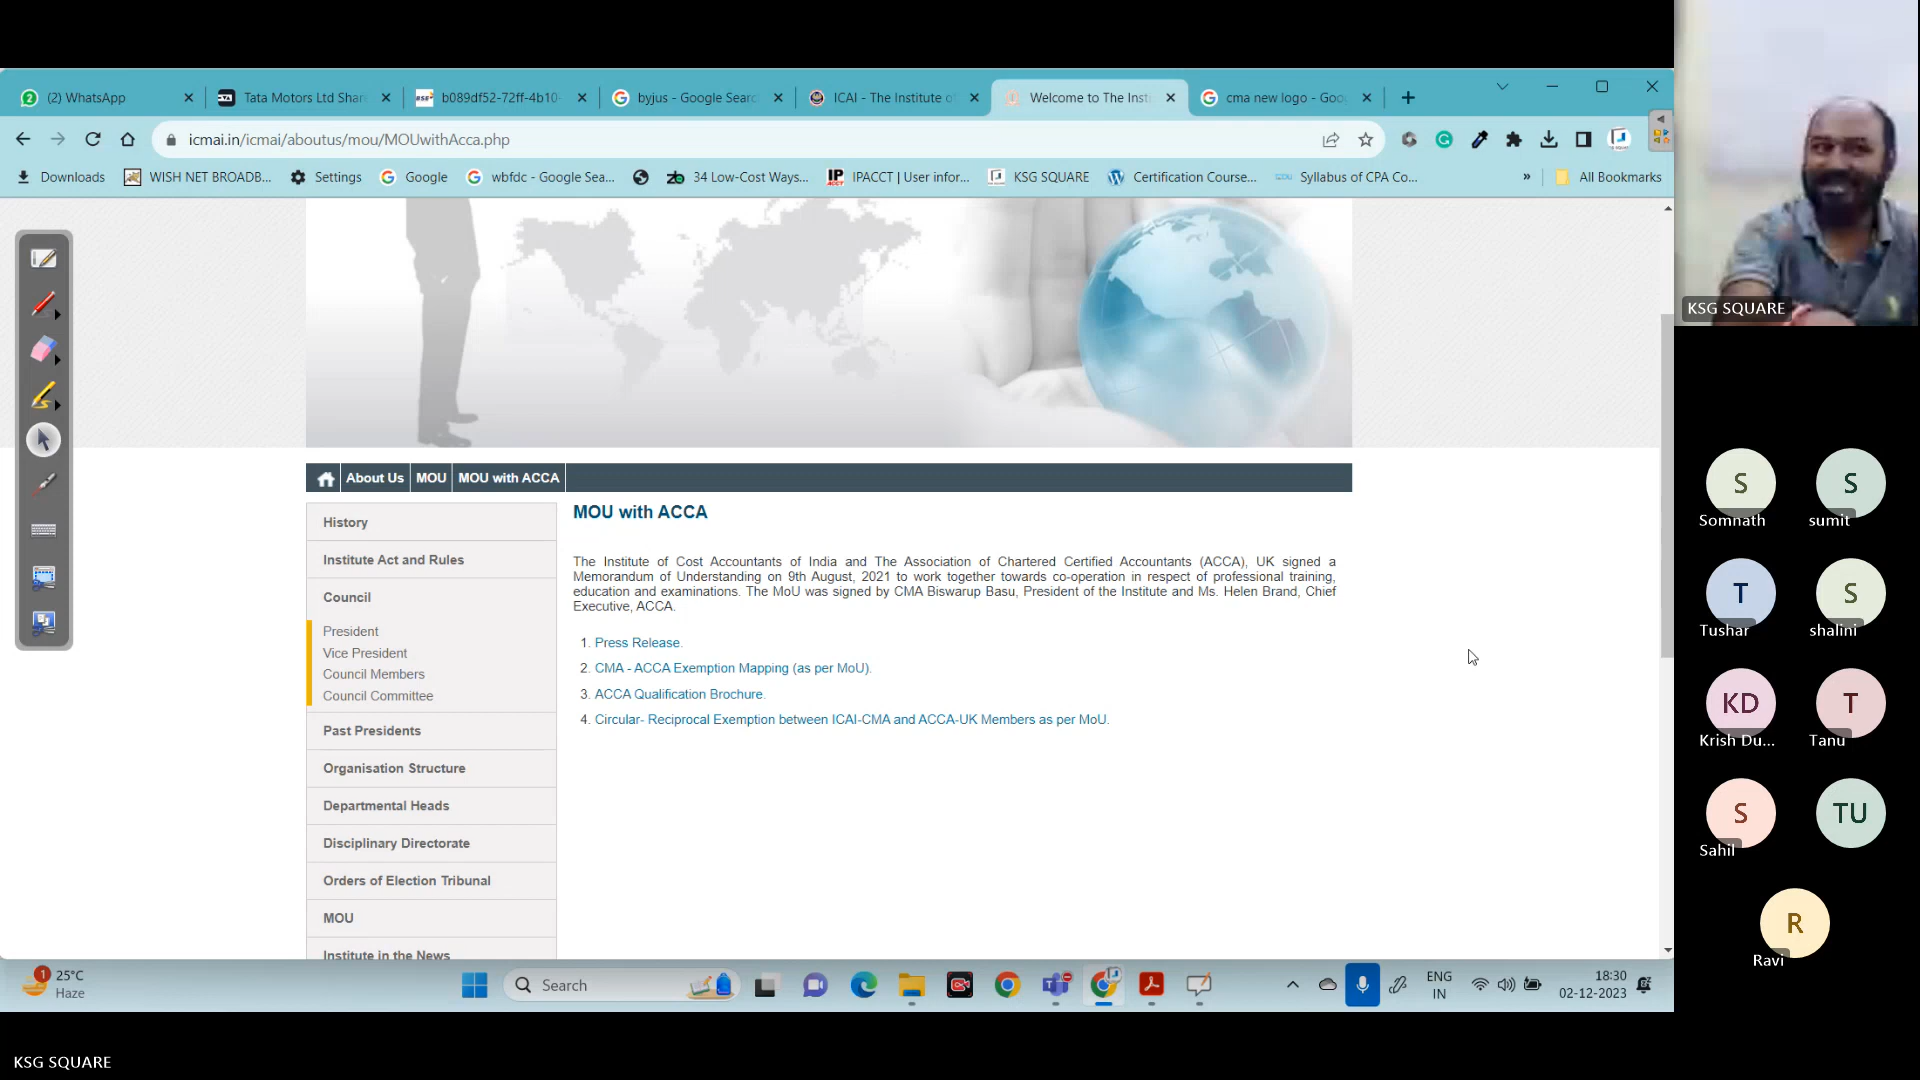 (2) WhatsApp
Tata Motors Ltd Shar
BSE
b089df52-72ff-4b10-
byjus - Google Searc
ICAI - The Institute o
Welcome to The Insti
cma new logo - Goo
icmai.in/icmai/aboutus/mou/MOUwithAcca.php
Downloads
WISH NET BROADB...
Settings
Google
wbfdc - Google Sea...
34 Low-Cost Ways...
IPACCT | User infor...
KSG SQUARE
Certification Course...
Syllabus of CPA Co...
»
All Bookmarks
KSG SQUARE
About Us
MOU
MOU with ACCA
History
Institute Act and Rules
Council
President
Vice President
Council Members
Council Committee
Past Presidents
Organisation Structure
Departmental Heads
Disciplinary Directorate
Orders of Election Tribunal
MOU
Institute in the News
MOU with ACCA
The Institute of Cost Accountants of India and The Association of Chartered Certified Accountants (ACCA), UK signed a
Memorandum of Understanding on 9th August, 2021 to work together towards co-operation in respect of professional training,
education and examinations. The MoU was signed by CMA Biswarup Basu, President of the Institute and Ms. Helen Brand, Chief
Executive, ACCA.
1. Press Release.
2. CMA - ACCA Exemption Mapping (as per MoU).
3. ACCA Qualification Brochure.
4. Circular- Reciprocal Exemption between ICAI-CMA and ACCA-UK Members as per MoU.
S
Somnath
S
sumit
T
Tushar
S
shalini
KD
Krish Du...
T
Tanu
S
Sahil
TU
R
Ravi
1
25°C
Haze
Search
ENG
IN
18:30
02-12-2023
KSG SQUARE